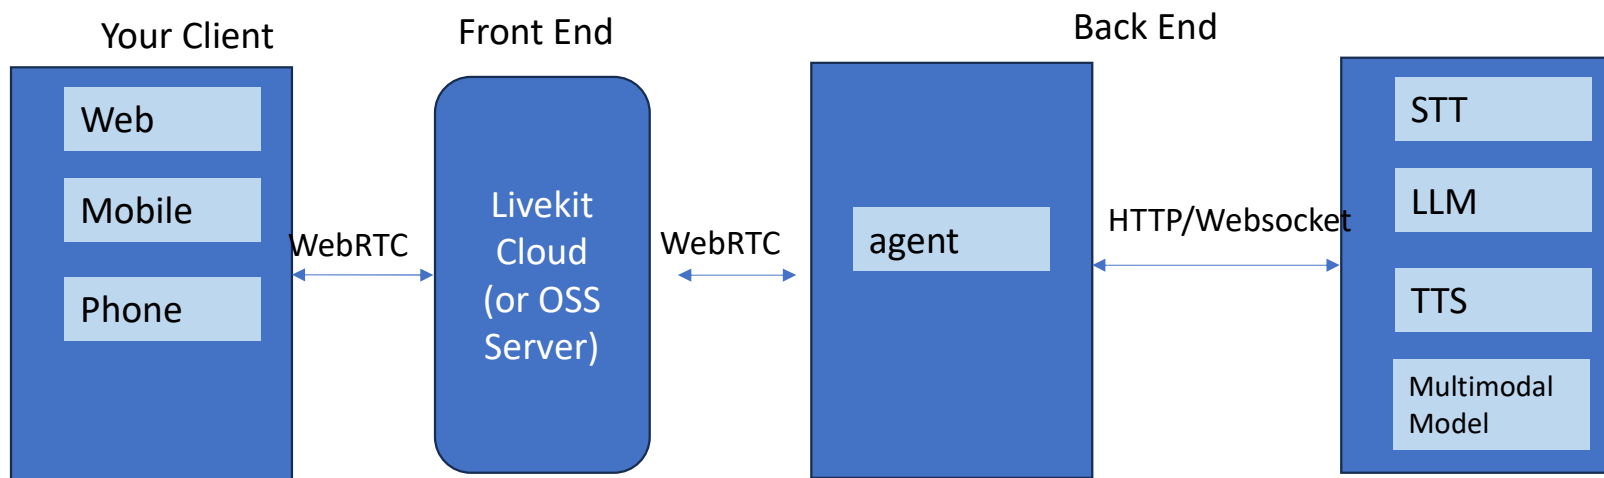 Your Client
Front End
Back End
Web
Mobile
Phone
WebRTC
Livekit
Cloud
(or OSS
Server)
WebRTC
agent
HTTP/Websocket
STT
LLM
TTS
Multimodal
Model